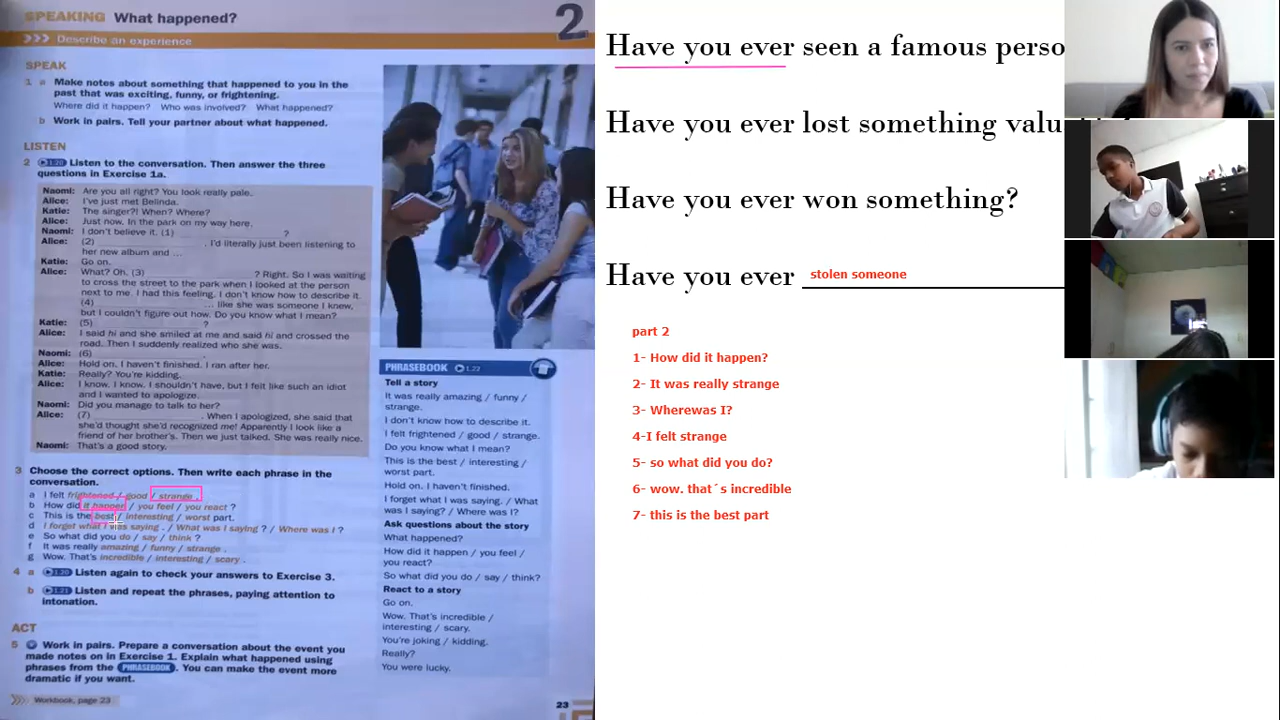 SPEAKING What happened?
2
>>> Describe an experience
SPEAK
1 a Make notes about something that happened to you in the
past that was exciting, funny, or frightening.
Where did it happen? Who was involved? What happened?
b Work in pairs. Tell your partner about what happened.
LISTEN
2 ▶1.20 Listen to the conversation. Then answer the three
questions in Exercise 1a.
Naomi: Are you all right? You look really pale.
Alice: I've just met Belinda.
Katie: The singer?! When? Where?
Alice: Just now. In the park on my way here.
Naomi: I don't believe it. (1) ?
Alice: (2) . I'd literally just been listening to
her new album and ...
Katie: Go on.
Alice: What? Oh, (3) ? Right. So I was waiting
to cross the street to the park when I looked at the person
next to me. I had this feeling. I don't know how to describe it.
(4) ... like she was someone I knew,
but I couldn't figure out how. Do you know what I mean?
Katie: (5) ?
Alice: I said hi and she smiled at me and said hi and crossed the
road. Then I suddenly realized who she was.
Naomi: (6) .
Alice: Hold on. I haven't finished. I ran after her.
Katie: Really? You're kidding.
Alice: I know, I know. I shouldn't have, but I felt like such an idiot
and I wanted to apologize.
Naomi: Did you manage to talk to her?
Alice: (7) . When I apologized, she said that
she'd thought she'd recognized me! Apparently I look like a
friend of her brother's. Then we just talked. She was really nice.
Naomi: That's a good story.
3 Choose the correct options. Then write each phrase in the
conversation.
a I felt frightened / good / strange .
b How did it happen / you feel / you react ?
c This is the best / interesting / worst part.
d I forget what I was saying . / What was I saying ? / Where was I ?
e So what did you do / say / think ?
f It was really amazing / funny / strange .
g Wow. That's incredible / interesting / scary .
4 a ▶1.20 Listen again to check your answers to Exercise 3.
b ▶1.21 Listen and repeat the phrases, paying attention to
intonation.
ACT
5 Work in pairs. Prepare a conversation about the event you
made notes on in Exercise 1. Explain what happened using
phrases from the PHRASEBOOK . You can make the event more
dramatic if you want.
>>> Workbook, page 23
PHRASEBOOK ▶1.22
Tell a story
It was really amazing / funny /
strange.
I don't know how to describe it.
I felt frightened / good / strange.
Do you know what I mean?
This is the best / interesting /
worst part.
Hold on. I haven't finished.
I forget what I was saying. / What
was I saying? / Where was I?
Ask questions about the story
What happened?
How did it happen / you feel /
you react?
So what did you do / say / think?
React to a story
Go on.
Wow. That's incredible /
interesting / scary.
You're joking / kidding.
Really?
You were lucky.
23
Have you ever seen a famous perso
Have you ever lost something
Have you ever won something?
Have you ever stolen someone
part 2
1- How did it happen?
2- It was really strange
3- Wherewas I?
4-I felt strange
5- so what did you do?
6- wow. that´s incredible
7- this is the best part